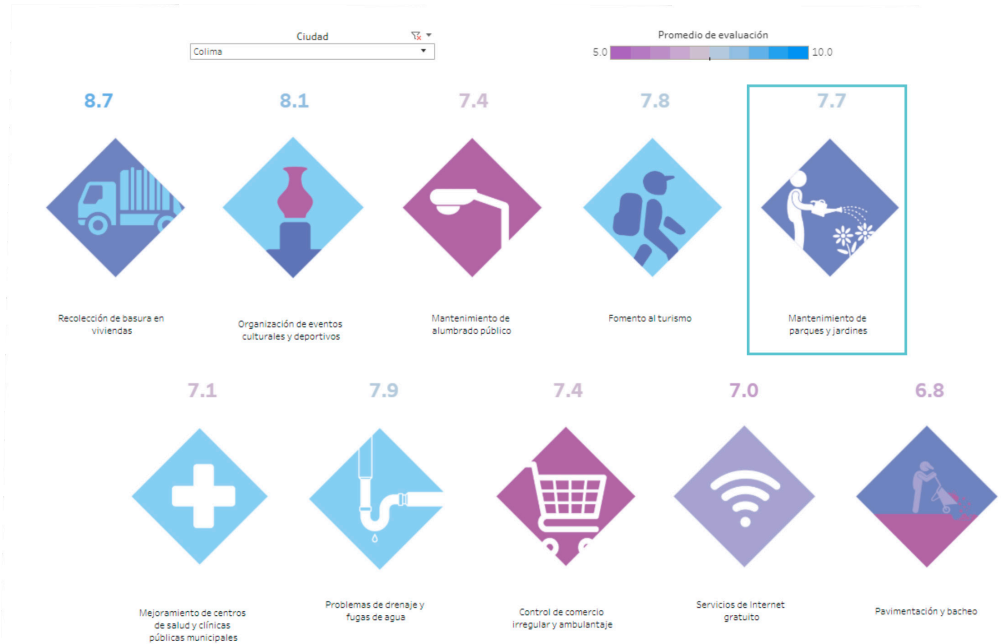 Ciudad
Colima
Promedio de evaluación
5.0 10.0
8.7
8.1
7.4
7.8
7.7
Recolección de basura en
viviendas
Organización de eventos
culturales y deportivos
Mantenimiento de
alumbrado público
Fomento al turismo
Mantenimiento de
parques y jardines
7.1
7.9
7.4
7.0
6.8
Mejoramiento de centros
de salud y clínicas
públicas municipales
Problemas de drenaje y
fugas de agua
Control de comercio
irregular y ambulantaje
Servicios de Internet
gratuito
Pavimentación y bacheo